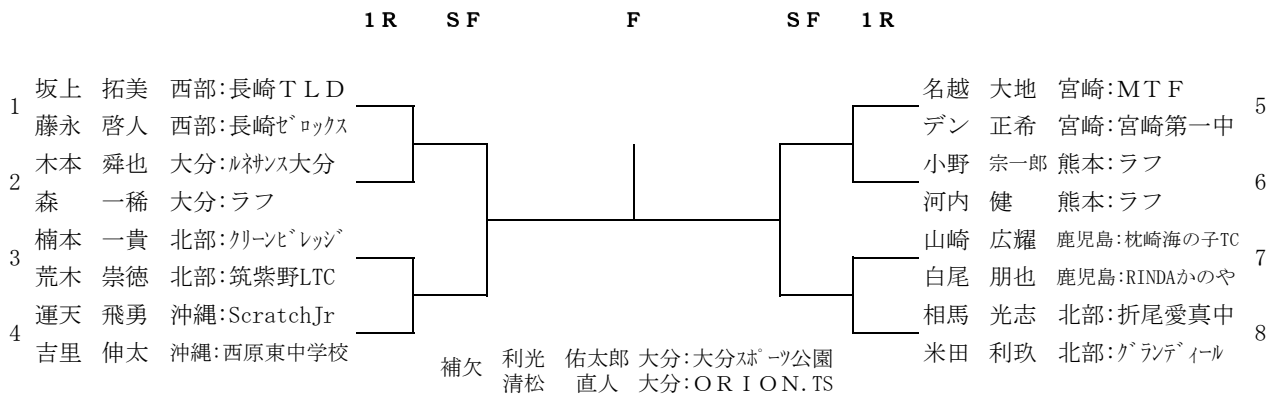 1R SF F SF 1R
1 坂上 拓美 西部:長崎TLD
藤永 啓人 西部:長崎ｾﾞﾛックス
2 木本 舜也 大分:ﾙﾈｻﾝｽ大分
森 一稀 大分:ラフ
3 楠本 一貴 北部:ｸﾘｰﾝﾋﾞﾚｯｼﾞ
荒木 崇徳 北部:筑紫野LTC
4 運天 飛勇 沖縄:ScratchJr
吉里 伸太 沖縄:西原東中学校
名越 大地 宮崎:MTF 5
デン 正希 宮崎:宮崎第一中
小野 宗一郎 熊本:ラフ 6
河内 健 熊本:ラフ
山崎 広耀 鹿児島:枕崎海の子TC 7
白尾 朋也 鹿児島:RINDAかのや
相馬 光志 北部:折尾愛真中 8
米田 利玖 北部:ｸﾞﾗﾝﾃﾞｨｰﾙ
補欠 利光 佑太郎 大分:大分ｽﾎﾟｰﾂ公園
清松 直人 大分:ORION.TS